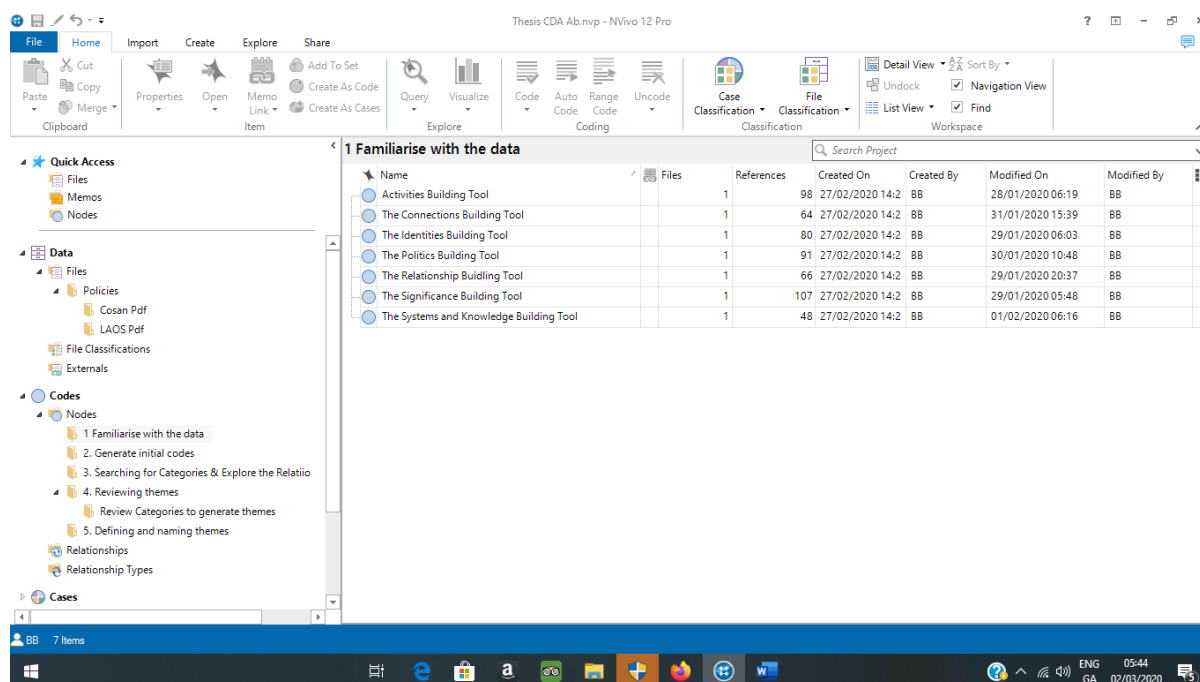 Thesis CDA Ab.nvp - NVivo 12 Pro
File Home Import Create Explore Share
Paste
Cut
Copy
Merge
Clipboard
Properties
Open
Memo Link
Add To Set
Create As Code
Create As Cases
Item
Query
Visualize
Explore
Code
Auto Code
Range Code
Uncode
Coding
Case Classification
File Classification
Classification
Detail View
Sort By
Undock
Navigation View
List View
Find
Workspace
Quick Access
Files
Memos
Nodes
Data
Files
Policies
Cosan Pdf
LAOS Pdf
File Classifications
Externals
Codes
Nodes
1 Familiarise with the data
2. Generate initial codes
3. Searching for Categories & Explore the Relatiio
4. Reviewing themes
Review Categories to generate themes
5. Defining and naming themes
Relationships
Relationship Types
Cases
1 Familiarise with the data
Search Project
Name Files References Created On Created By Modified On Modified By
Activities Building Tool 1 98 27/02/2020 14:2 BB 28/01/2020 06:19 BB
The Connections Building Tool 1 64 27/02/2020 14:2 BB 31/01/2020 15:39 BB
The Identities Building Tool 1 80 27/02/2020 14:2 BB 29/01/2020 06:03 BB
The Politics Building Tool 1 91 27/02/2020 14:2 BB 30/01/2020 10:48 BB
The Relationship Buidling Tool 1 66 27/02/2020 14:2 BB 29/01/2020 20:37 BB
The Significance Building Tool 1 107 27/02/2020 14:2 BB 29/01/2020 05:48 BB
The Systems and Knowledge Building Tool 1 48 27/02/2020 14:2 BB 01/02/2020 06:16 BB
BB 7 Items
ENG
GA
05:44
02/03/2020